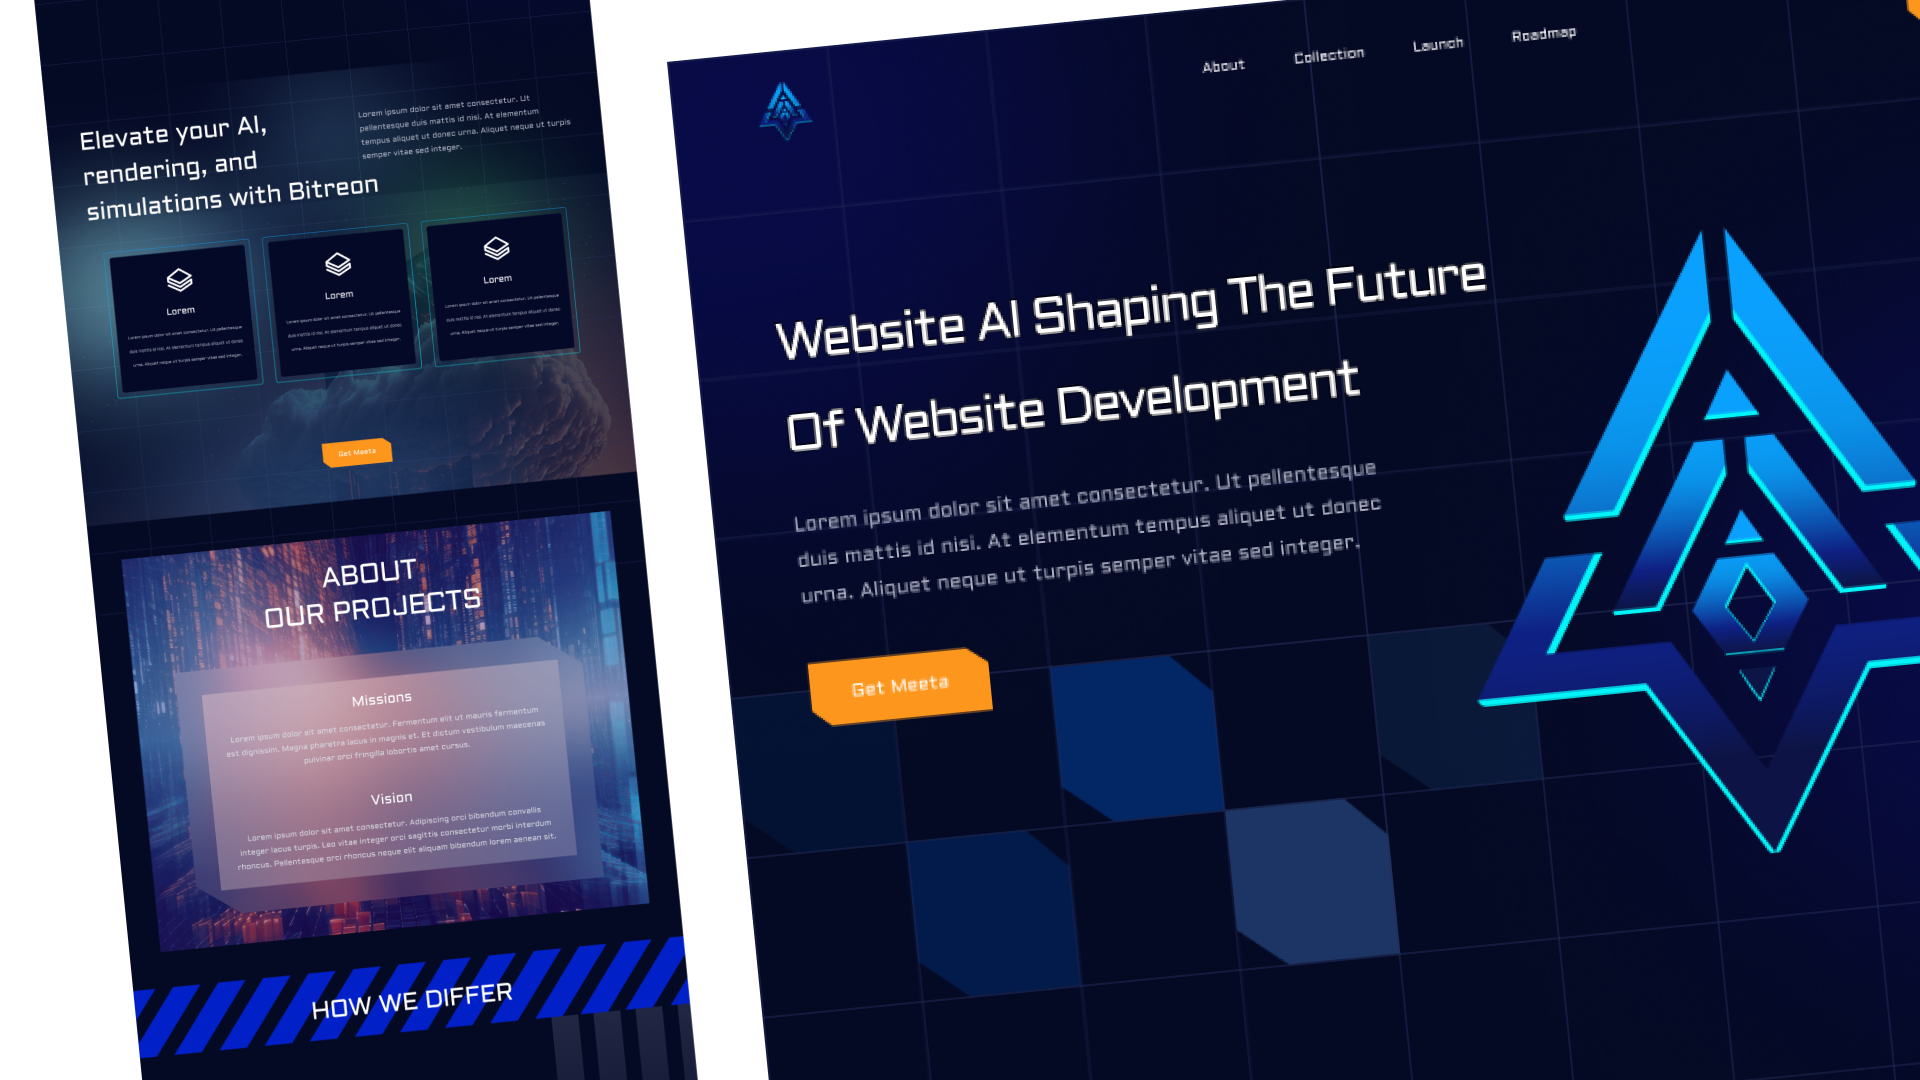 Elevate your AI,
rendering, and
simulations with Bitreon
Lorem ipsum dolor sit amet consectetur. Ut
pellentesque duis mattis id nisi. At elementum
tempus aliquet ut donec urna. Aliquet neque ut turpis
semper vitae sed integer.
Lorem
Lorem ipsum dolor sit amet consectetur. Ut pellentesque
duis mattis id nisi. At elementum tempus aliquet ut donec
urna. Aliquet neque ut turpis semper vitae sed integer.
Lorem
Lorem ipsum dolor sit amet consectetur. Ut pellentesque
duis mattis id nisi. At elementum tempus aliquet ut donec
urna. Aliquet neque ut turpis semper vitae sed integer.
Lorem
Lorem ipsum dolor sit amet consectetur. Ut pellentesque
duis mattis id nisi. At elementum tempus aliquet ut donec
urna. Aliquet neque ut turpis semper vitae sed integer.
Get Meeta
ABOUT
OUR PROJECTS
Missions
Lorem ipsum dolor sit amet consectetur. Fermentum elit ut mauris fermentum
est dignissim. Magna pharetra lacus in magnis et. Et dictum vestibulum maecenas
pulvinar orci fringilla lobortis amet cursus.
Vision
Lorem ipsum dolor sit amet consectetur. Adipiscing orci bibendum convallis
integer lacus turpis. Leo vitae integer orci sagittis consectetur morbi interdum
rhoncus. Pellentesque orci rhoncus neque elit aliquam bibendum lorem aenean sit.
HOW WE DIFFER
About
Collection
Launch
Roadmap
Website AI Shaping The Future
Of Website Development
Lorem ipsum dolor sit amet consectetur. Ut pellentesque
duis mattis id nisi. At elementum tempus aliquet ut donec
urna. Aliquet neque ut turpis semper vitae sed integer.
Get Meeta